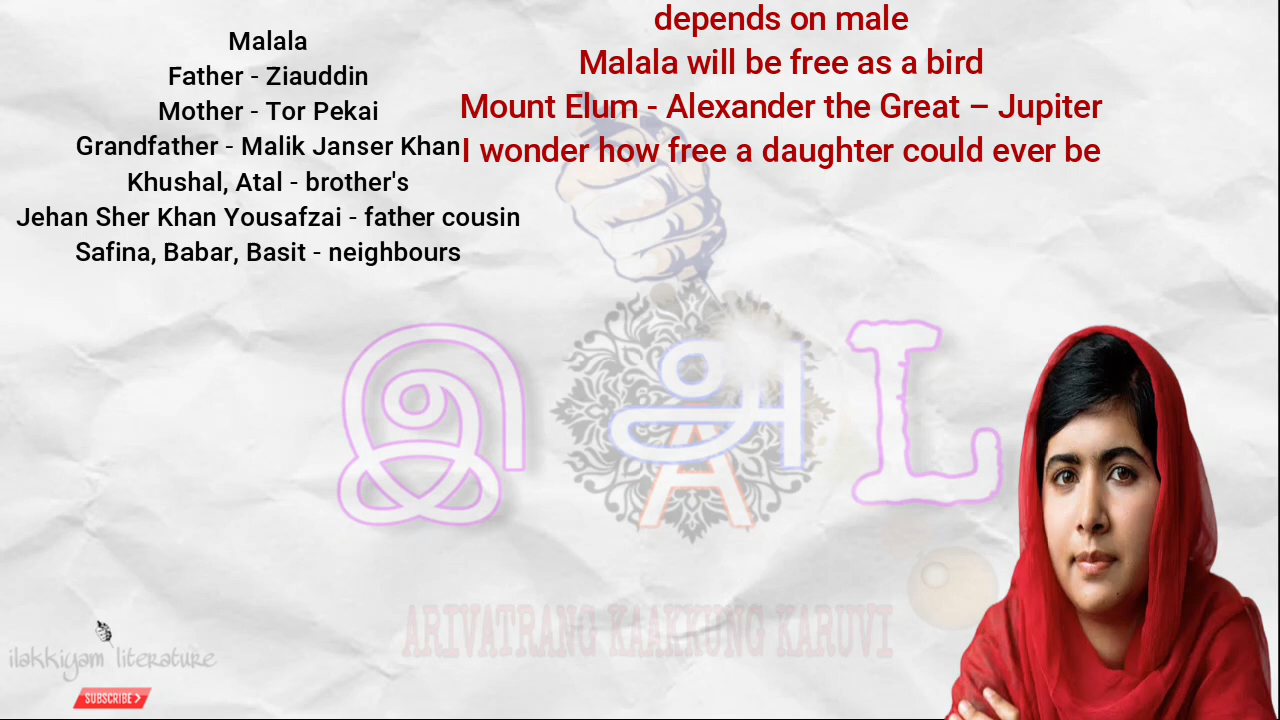 Malala
Father - Ziauddin
Mother - Tor Pekai
Grandfather - Malik Janser Khan
Khushal, Atal - brother's
Jehan Sher Khan Yousafzai - father cousin
Safina, Babar, Basit - neighbours
depends on male
Malala will be free as a bird
Mount Elum - Alexander the Great – Jupiter
I wonder how free a daughter could ever be
இ அ L
A
ARIVATRANG KAAKKUNG KARUVI
ilakkiyam literature
SUBSCRIBE >